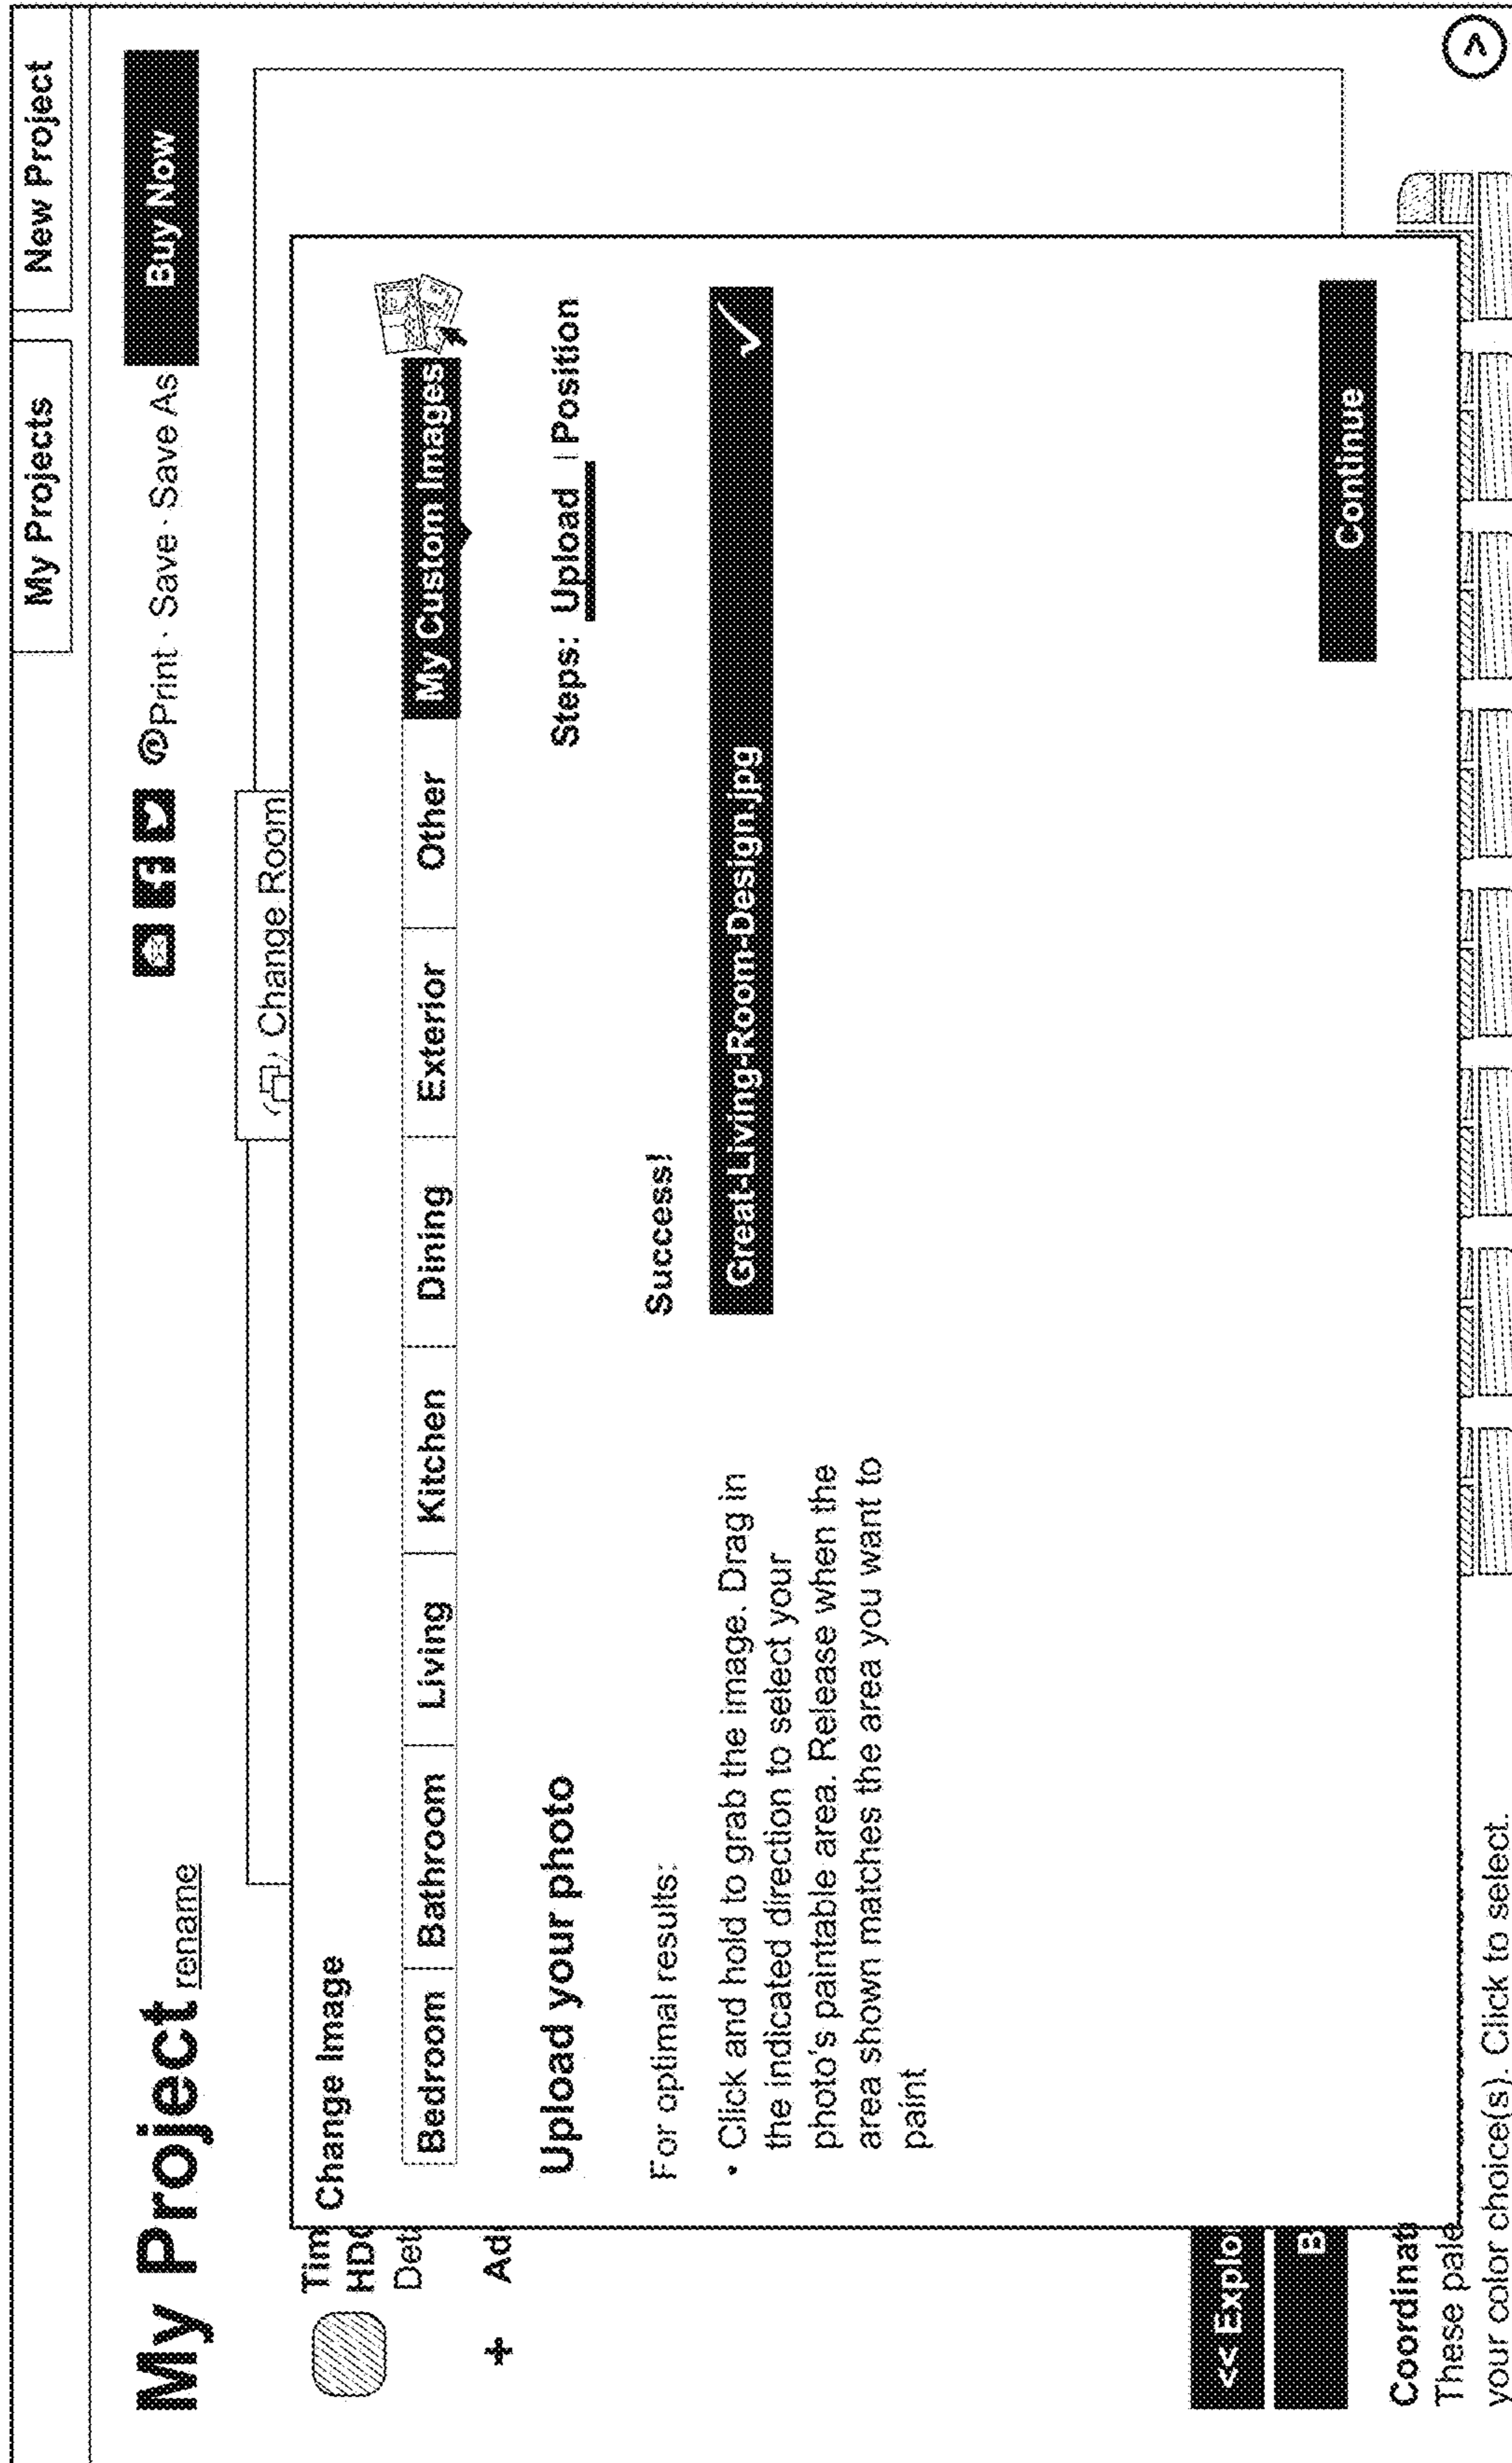 My Projects
New Project
My Project rename
Print · Save · Save As
Buy Now
Change Room
Tim
HDG
Det
+ Ad
Change Image
Bedroom Bathroom Living Kitchen Dining Exterior Other My Custom Images
Upload your photo
Steps: Upload | Position
For optimal results:
Success!
• Click and hold to grab the image. Drag in
the indicated direction to select your
photo's paintable area. Release when the
area shown matches the area you want to
paint
Great-Living-Room-Design.jpg
Continue
<< Explo
B
Coordinati
These pale
your color choice(s). Click to select.